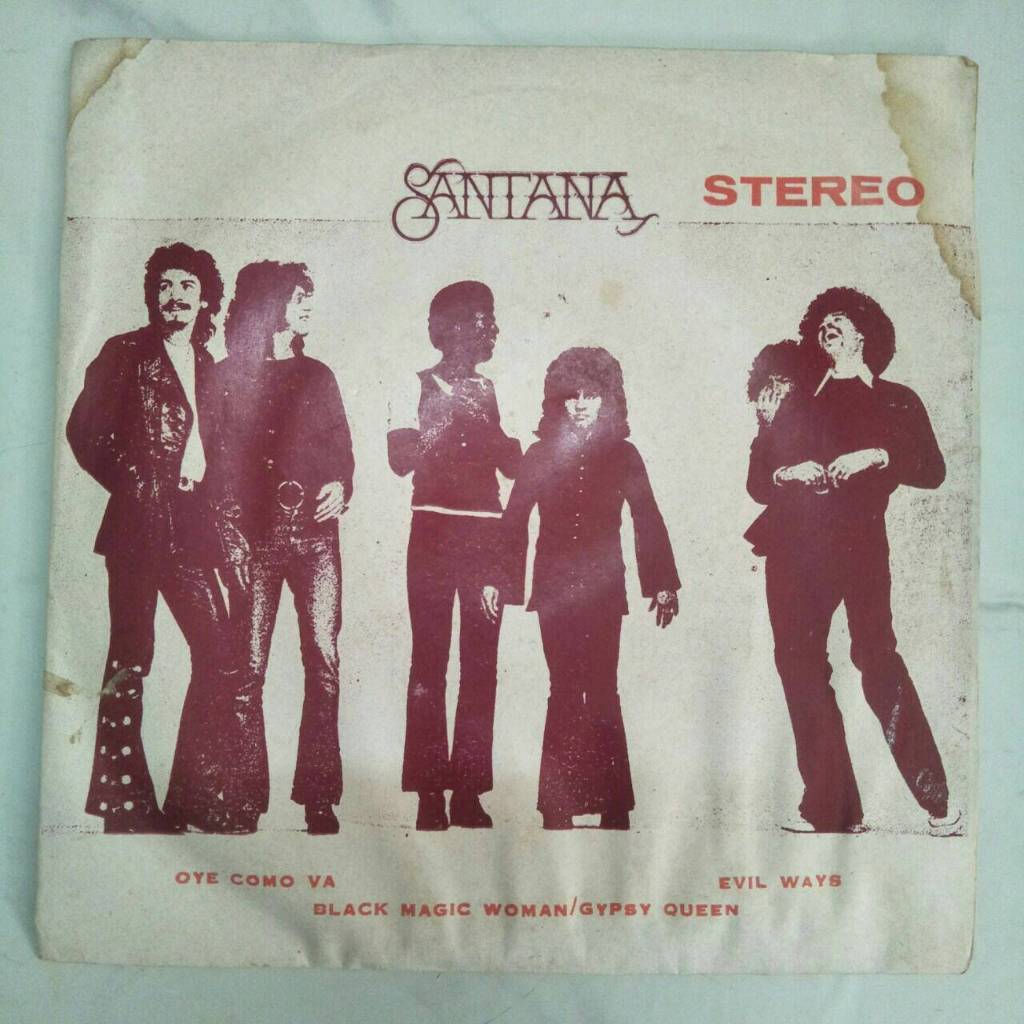 SANTANA
STEREO
OYE COMO VA
EVIL WAYS
BLACK MAGIC WOMAN/GYPSY QUEEN